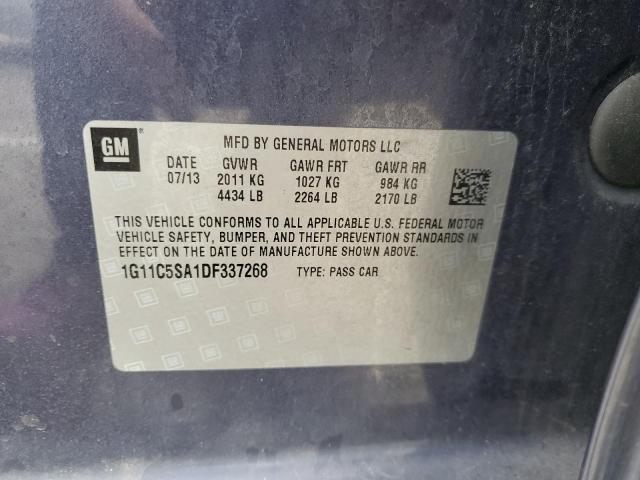 GM
MFD BY GENERAL MOTORS LLC
DATE GVWR GAWR FRT GAWR RR
07/13 2011 KG 1027 KG 984 KG
4434 LB 2264 LB 2170 LB
THIS VEHICLE CONFORMS TO ALL APPLICABLE U.S. FEDERAL MOTOR
VEHICLE SAFETY, BUMPER, AND THEFT PREVENTION STANDARDS IN
EFFECT ON THE DATE OF MANUFACTURE SHOWN ABOVE.
1G11C5SA1DF337268 TYPE: PASS CAR